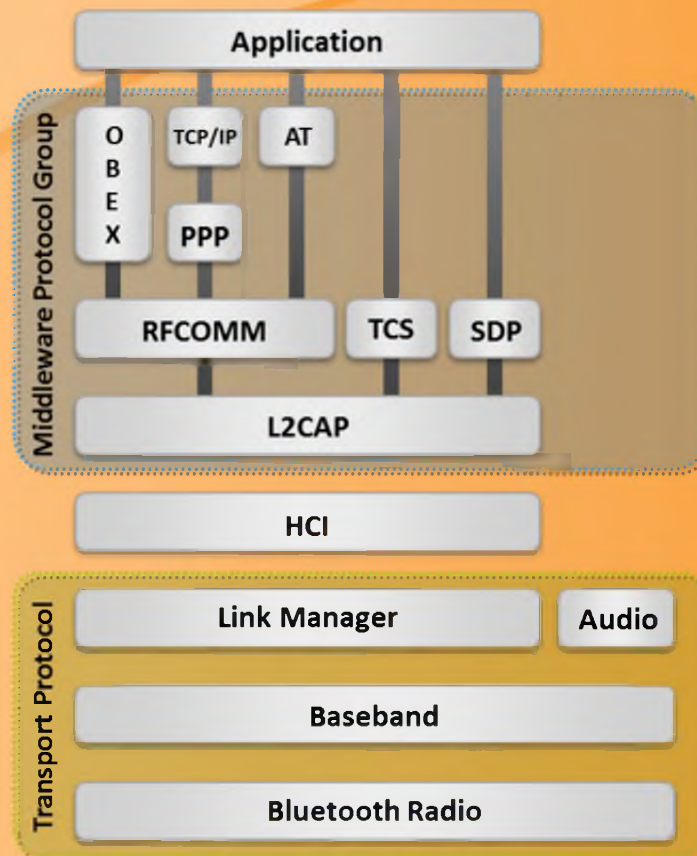 Application
Middleware Protocol Group
OBEX
TCP/IP
AT
PPP
RFCOMM
TCS
SDP
L2CAP
HCI
Transport Protocol
Link Manager
Audio
Baseband
Bluetooth Radio